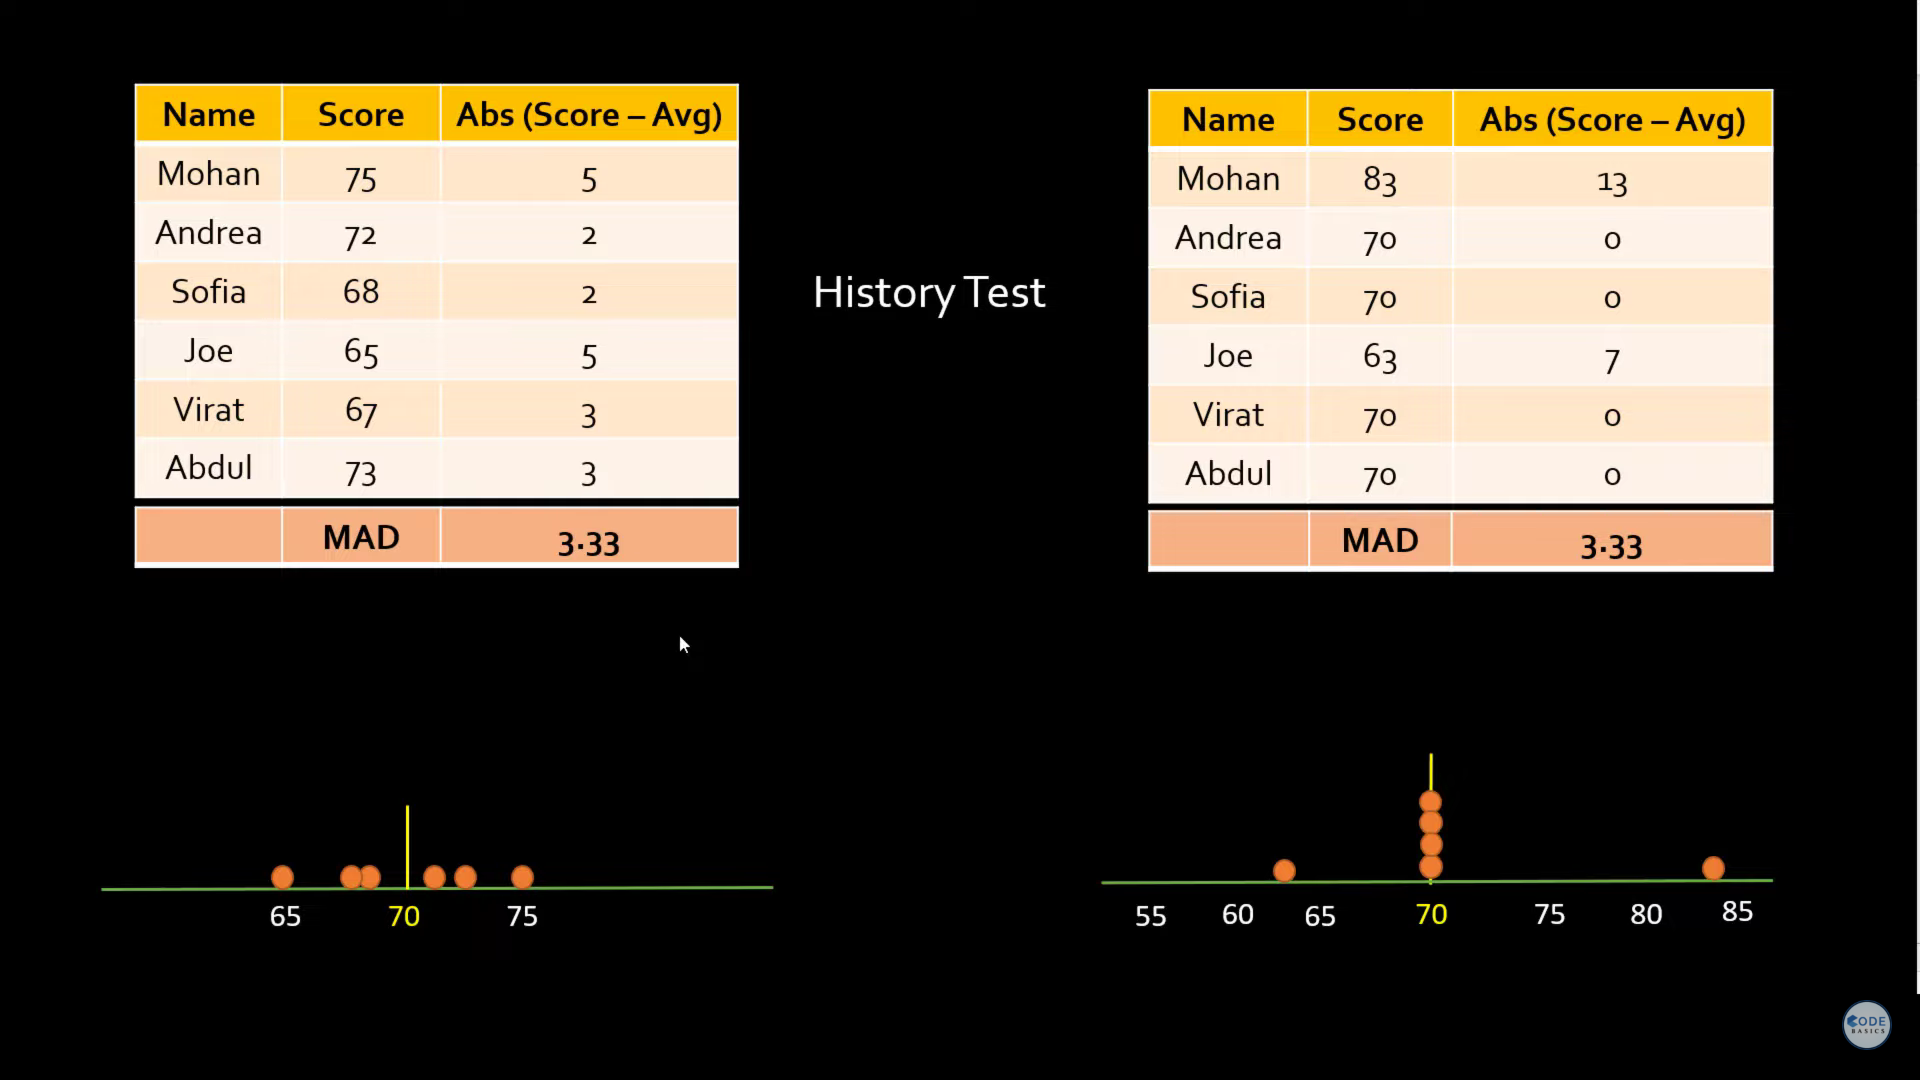 Name Score Abs (Score – Avg)
Mohan 75 5
Andrea 72 2
Sofia 68 2
Joe 65 5
Virat 67 3
Abdul 73 3
MAD 3.33
History Test
Name Score Abs (Score – Avg)
Mohan 83 13
Andrea 70 0
Sofia 70 0
Joe 63 7
Virat 70 0
Abdul 70 0
MAD 3.33
65 70 75
55 60 65 70 75 80 85
CODE
BASICS